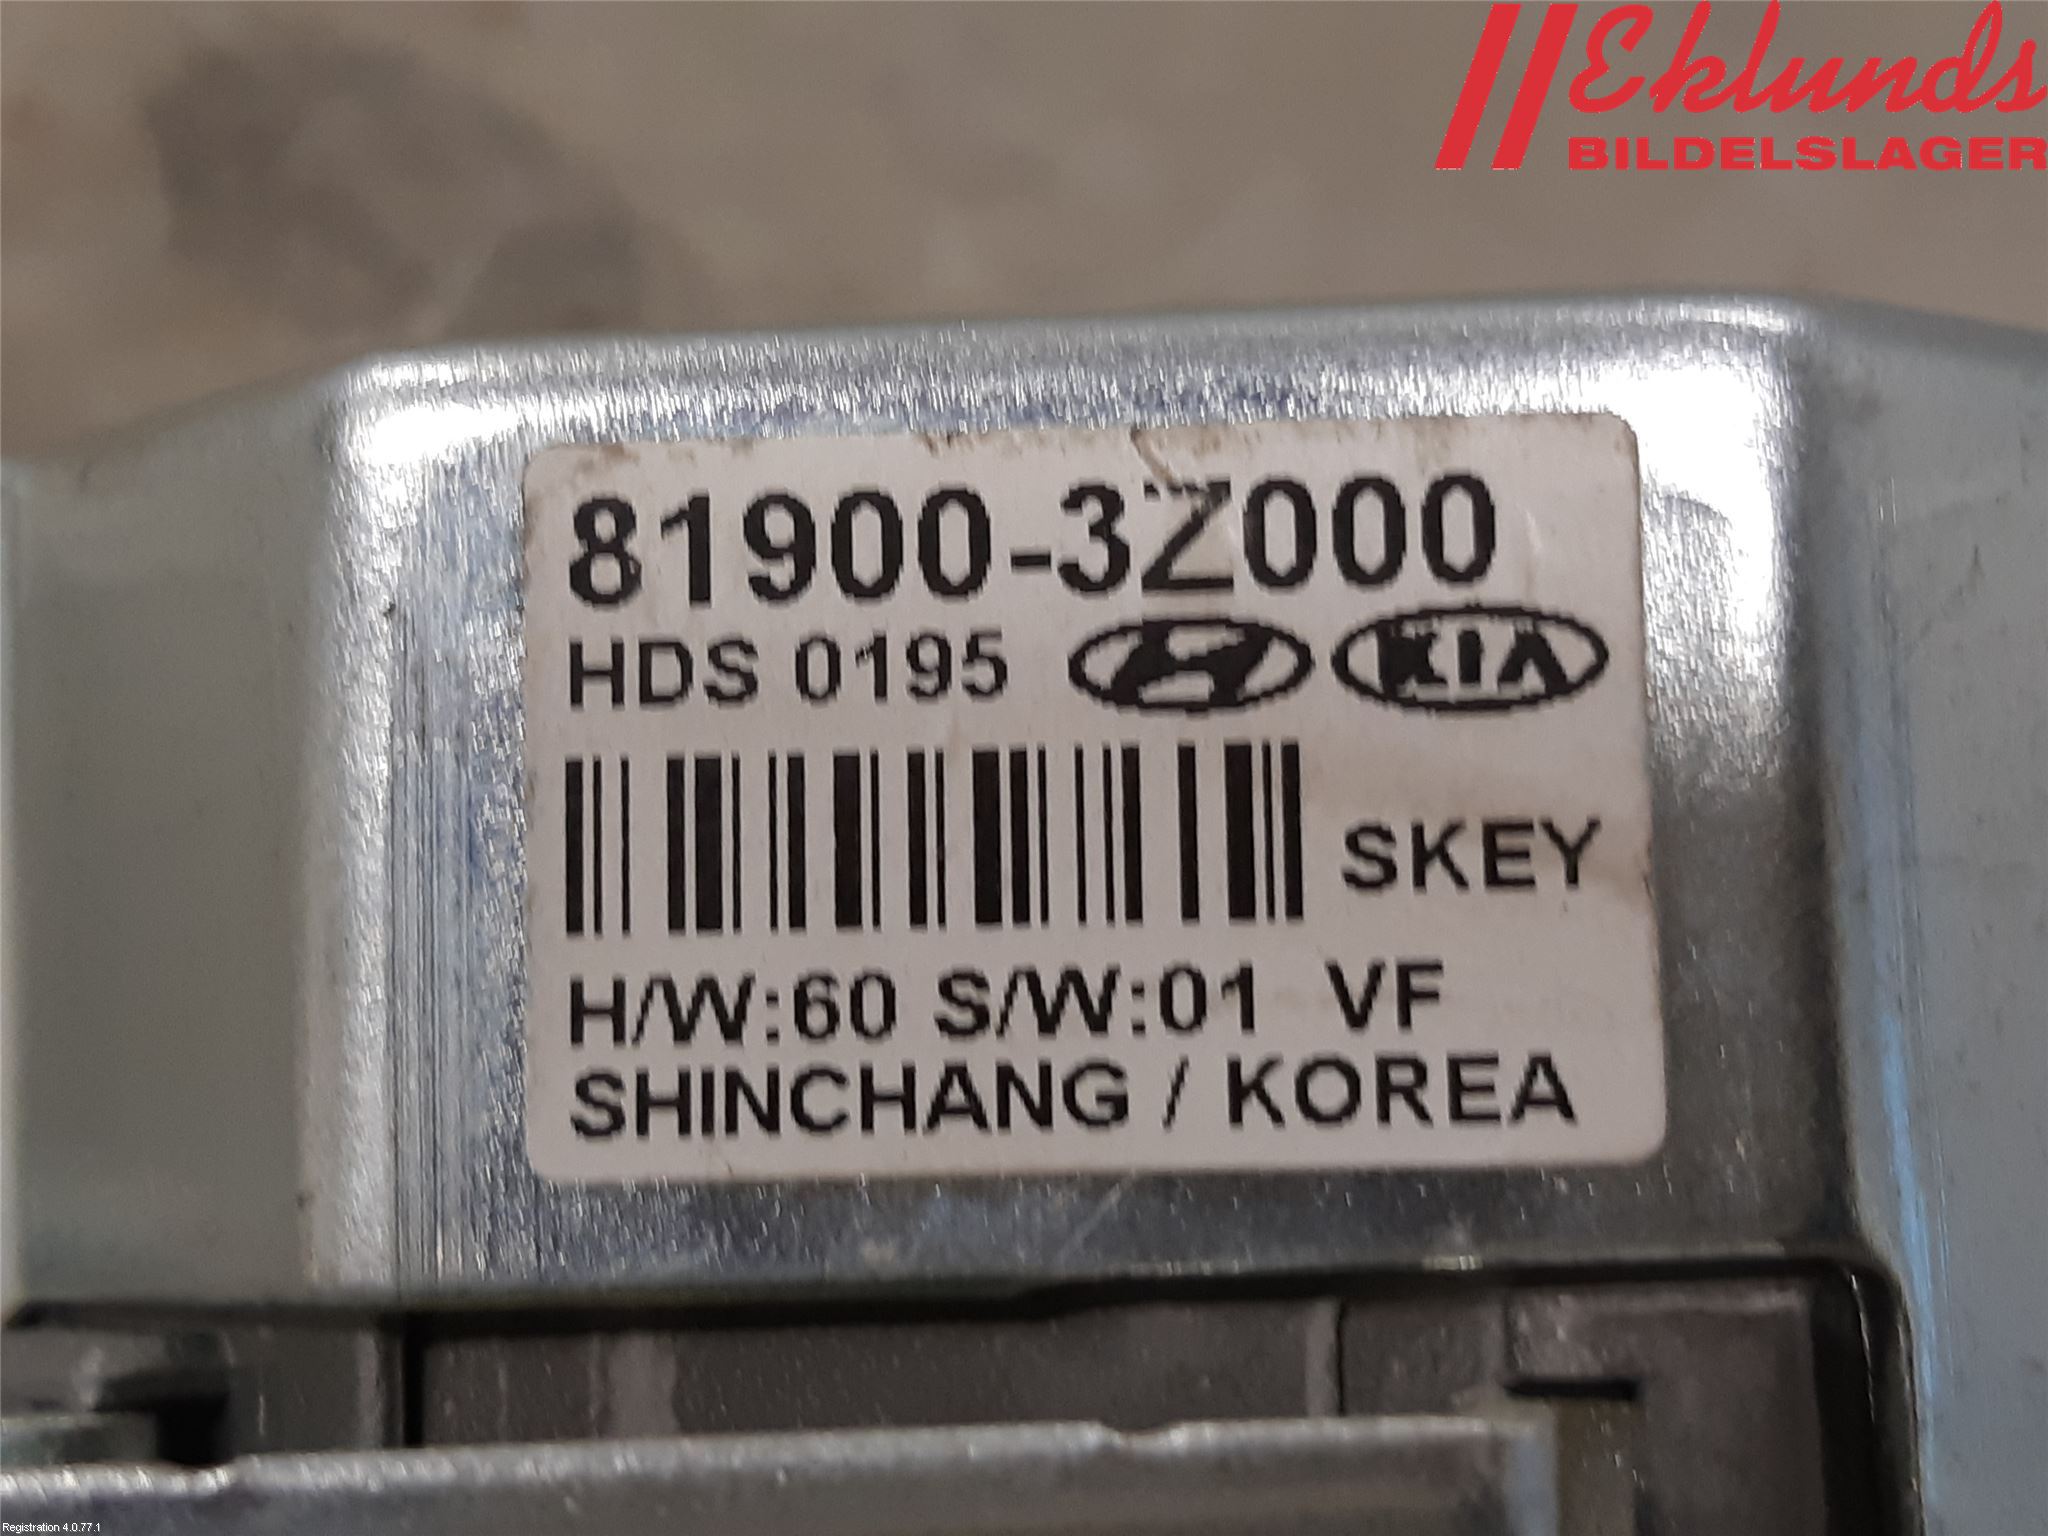 Eklunds
BILDELSLAGER
81900-3Z000
HDS 0195 KIA
SKEY
H/W:60 S/W:01 VF
SHINCHANG / KOREA
Registration 4.0.77.1